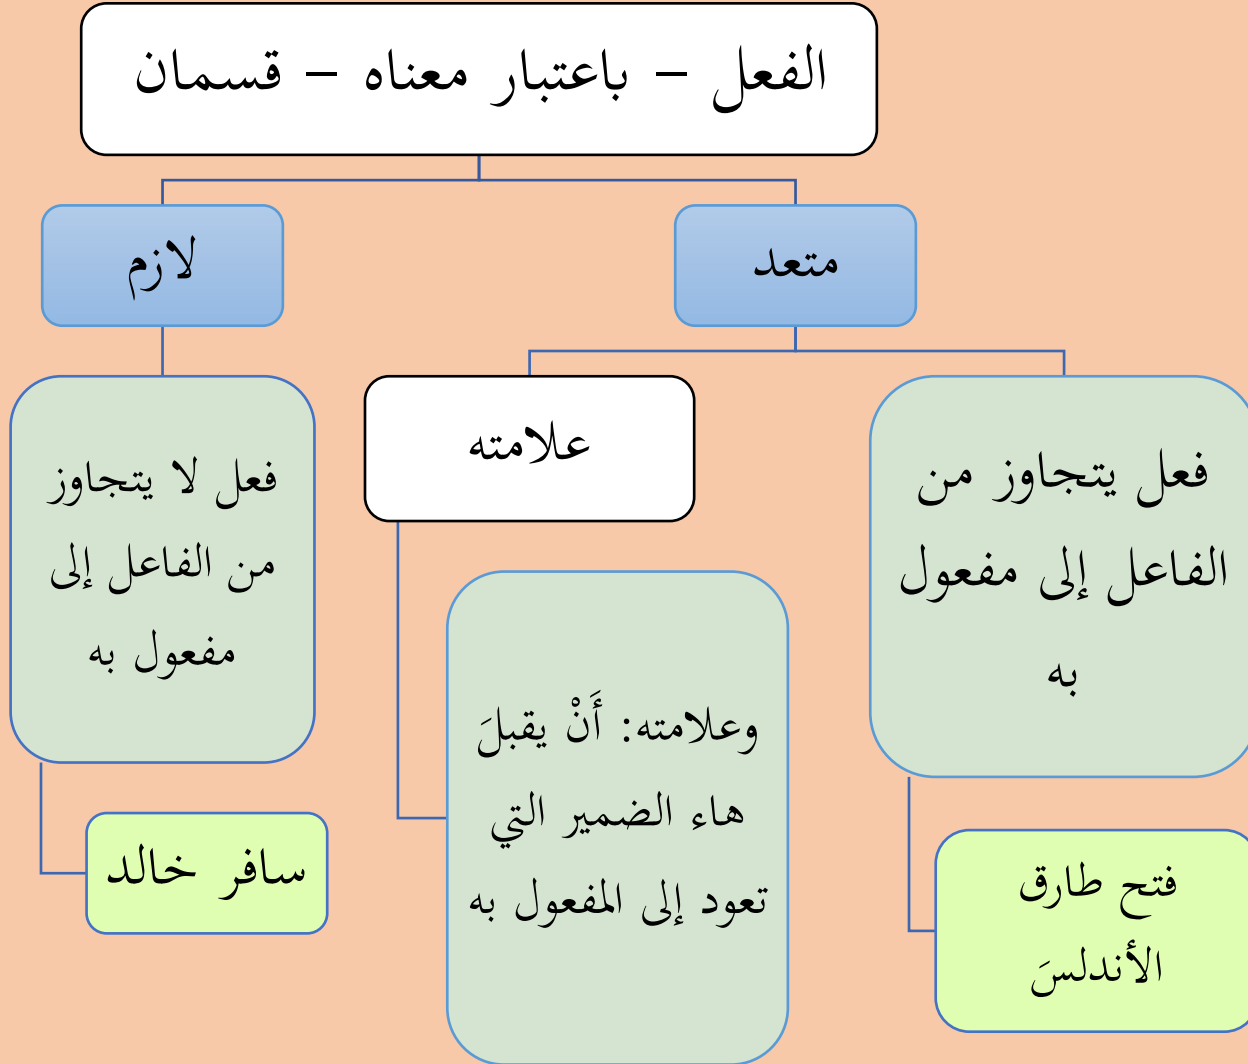 الفعل – باعتبار معناه – قسمان
متعد
لازم
فعل يتجاوز من
الفاعل إلى مفعول
به
فتح طارق
الأندلسَ
علامته
وعلامته: أَنْ يقبلَ
هاء الضمير التي
تعود إلى المفعول به
فعل لا يتجاوز
من الفاعل إلى
مفعول به
سافر خالد